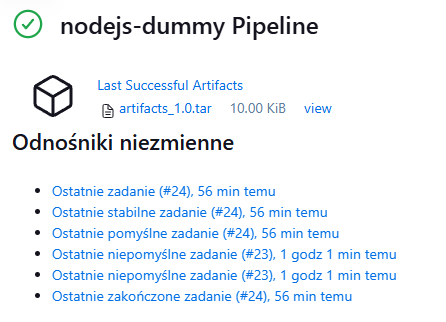 nodejs-dummy Pipeline
Last Successful Artifacts
artifacts_1.0.tar 10.00 KiB view
Odnośniki niezmienne
Ostatnie zadanie (#24), 56 min temu
Ostatnie stabilne zadanie (#24), 56 min temu
Ostatnie pomyślne zadanie (#24), 56 min temu
Ostatnie niepomyślne zadanie (#23), 1 godz 1 min temu
Ostatnie niepomyślne zadanie (#23), 1 godz 1 min temu
Ostatnie zakończone zadanie (#24), 56 min temu